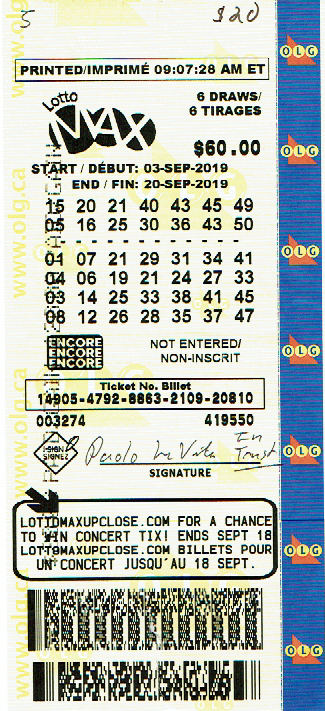 5 $20
PRINTED/IMPRIMÉ 09:07:28 AM ET
Lotto MAX
6 DRAWS/
6 TIRAGES
$60.00
START / DÉBUT: 03-SEP-2019
END / FIN: 20-SEP-2019
15 20 21 40 43 45 49
05 16 25 30 36 43 50
- - - - - - - - - - - - - - -
01 07 21 29 31 34 41
04 06 19 21 24 27 33
03 14 25 33 38 41 45
08 12 26 28 35 37 47
ENCORE
ENCORE
ENCORE
NOT ENTERED/
NON-INSCRIT
Ticket No. Billet
14905-4792-8863-2109-20810
003274 419550
SIGN
SIGNEZ
In
Trust
SIGNATURE
LOTTOMAXUPCLOSE.COM FOR A CHANCE
TO WIN CONCERT TIX! ENDS SEPT 18
LOTTOMAXUPCLOSE.COM BILLETS POUR
UN CONCERT JUSQU'AU 18 SEPT.
www.olg.ca
www.olg.ca
OLG
OLG
OLG
OLG
OLG
OLG
OLG